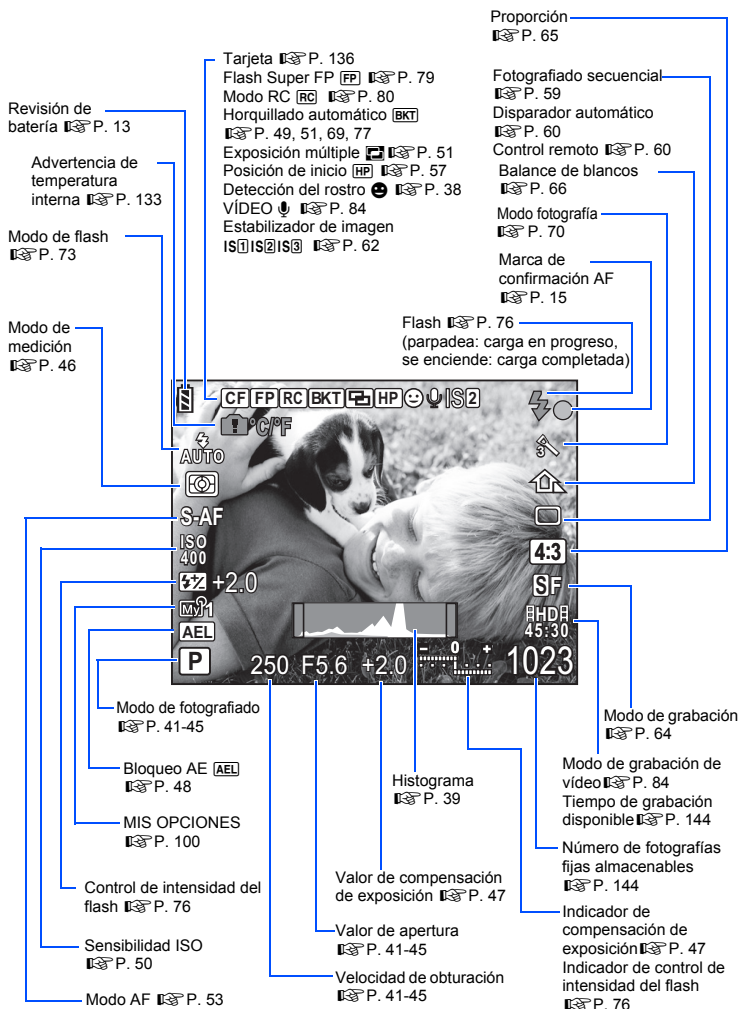 Proporción
☞P. 65
Tarjeta ☞P. 136
Flash Super FP FP ☞P. 79
Modo RC RC ☞P. 80
Horquillado automático BKT
☞P. 49, 51, 69, 77
Exposición múltiple ☞P. 51
Posición de inicio HP ☞P. 57
Detección del rostro ☞P. 38
VÍDEO ☞P. 84
Estabilizador de imagen
IS1IS2IS3 ☞P. 62
Fotografiado secuencial
☞P. 59
Disparador automático
☞P. 60
Control remoto ☞P. 60
Balance de blancos
☞P. 66
Modo fotografía
☞P. 70
Marca de
confirmación AF
☞P. 15
Flash ☞P. 76
(parpadea: carga en progreso,
se enciende: carga completada)
Revisión de
batería ☞P. 13
Advertencia de
temperatura
interna ☞P. 133
Modo de flash
☞P. 73
Modo de
medición
☞P. 46
CF FP RC BKT HP IS2
°C/°F
AUTO
3
S-AF
ISO
400
4:3
+2.0
SF
My1
HD
45:30
AEL
P
250 F5.6 +2.0 - 0 + 1023
Modo de fotografiado
☞P. 41-45
Bloqueo AE AEL
☞P. 48
MIS OPCIONES
☞P. 100
Control de intensidad del
flash ☞P. 76
Sensibilidad ISO
☞P. 50
Modo AF ☞P. 53
Histograma
☞P. 39
Valor de compensación
de exposición ☞P. 47
Valor de apertura
☞P. 41-45
Velocidad de obturación
☞P. 41-45
Modo de grabación
☞P. 64
Modo de grabación de
vídeo☞P. 84
Tiempo de grabación
disponible☞P. 144
Número de fotografías
fijas almacenables
☞P. 144
Indicador de
compensación de
exposición☞P. 47
Indicador de control de
intensidad del flash
☞P. 76